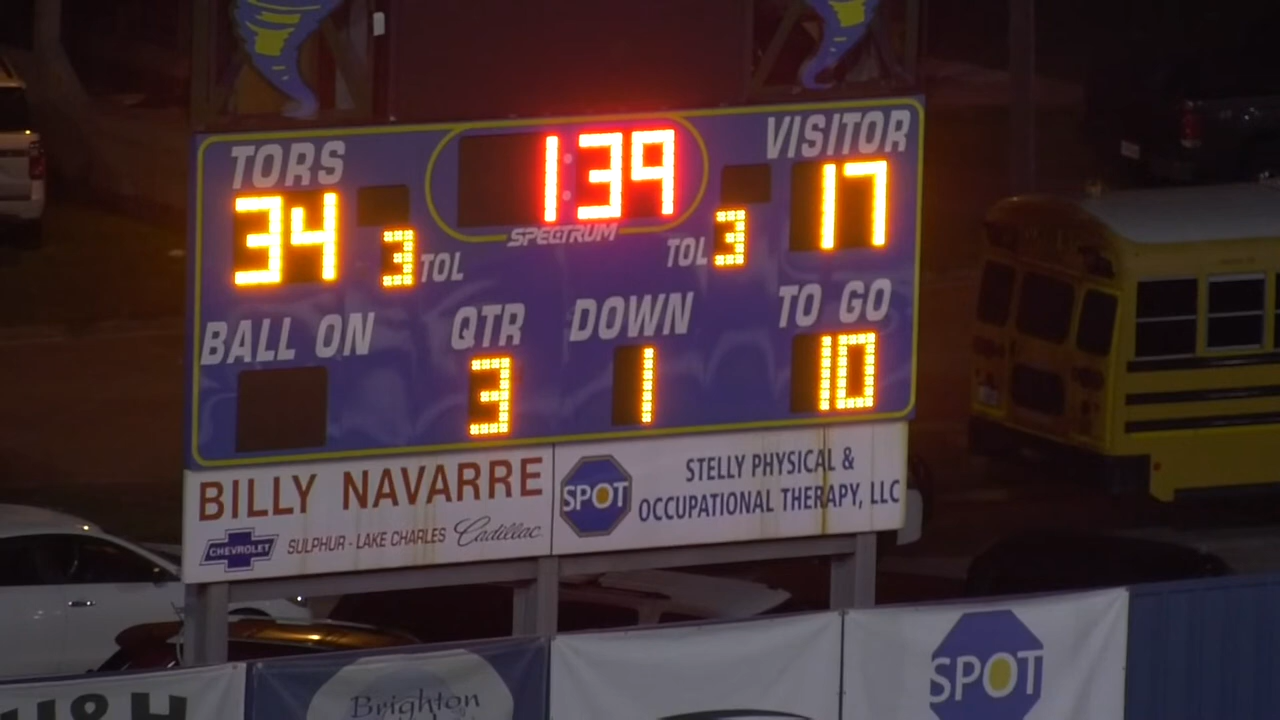 TORS
1:39
VISITOR
34
3 TOL
SPECTRUM
TOL 3
17
BALL ON
QTR
DOWN
TO GO
3
1
10
BILLY NAVARRE
CHEVROLET
SULPHUR - LAKE CHARLES Cadillac
SPOT
STELLY PHYSICAL &
OCCUPATIONAL THERAPY, LLC
&H
Brighton
SPOT